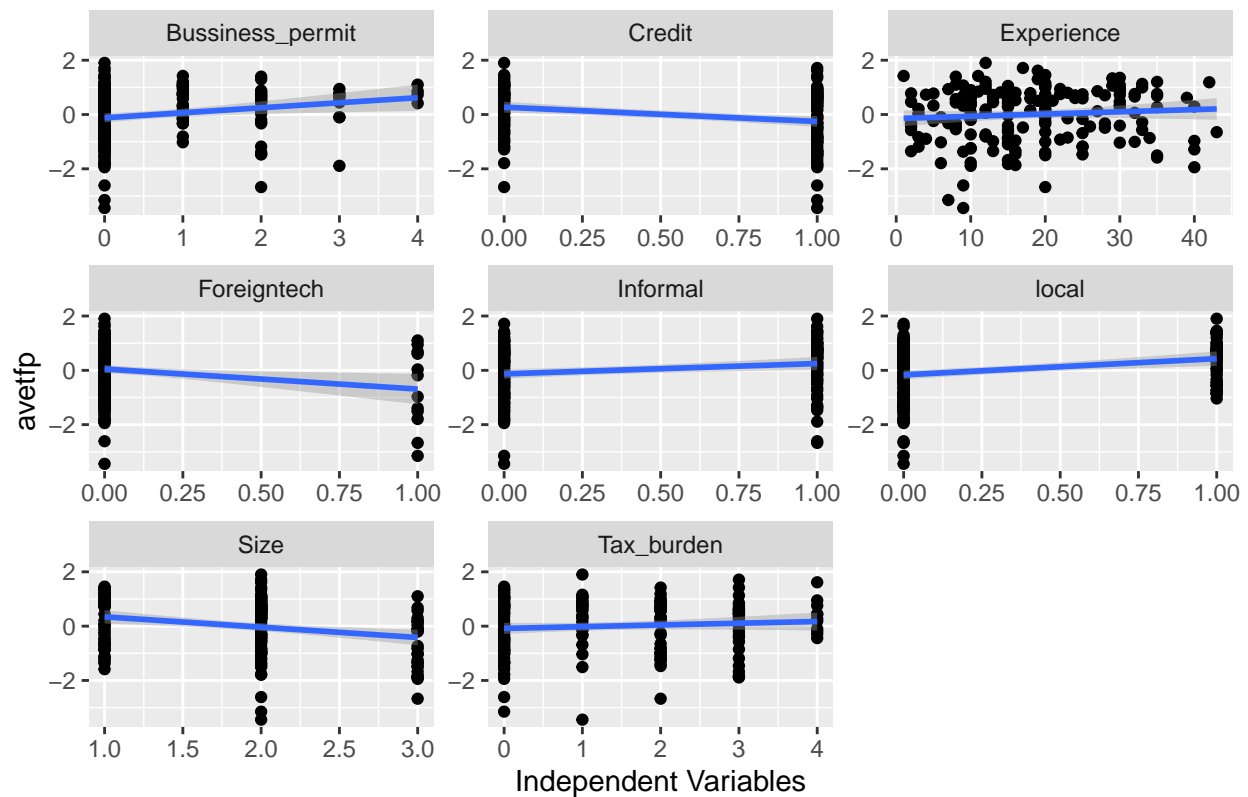 Bussiness_permit Credit Experience
2 2 2
0 0 0
−2 −2 −2
0 1 2 3 4 0.00 0.25 0.50 0.75 1.00 0 10 20 30 40
Foreigntech Informal local
2 2 2
0 0 0
−2 −2 −2
0.00 0.25 0.50 0.75 1.00 0.00 0.25 0.50 0.75 1.00 0.00 0.25 0.50 0.75 1.00
avetfp
Size Tax_burden
2 2
0 0
−2 −2
1.0 1.5 2.0 2.5 3.0 0 1 2 3 4
Independent Variables